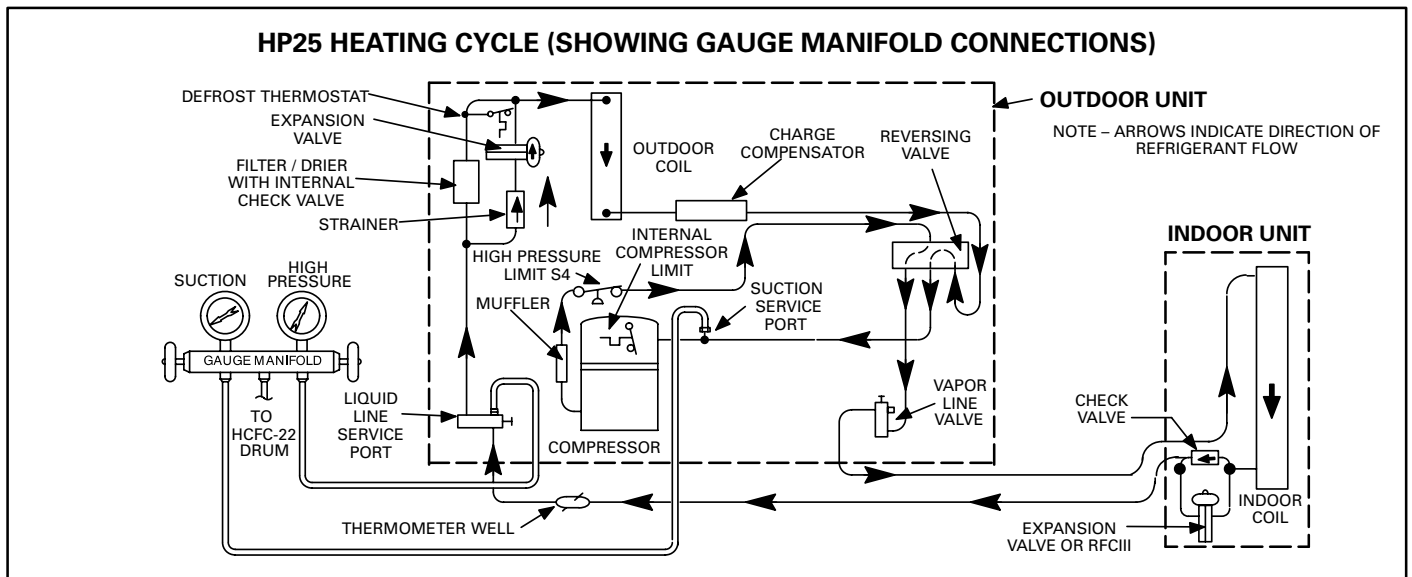 HP25 HEATING CYCLE (SHOWING GAUGE MANIFOLD CONNECTIONS)
DEFROST THERMOSTAT
EXPANSION
VALVE
FILTER / DRIER
WITH INTERNAL
CHECK VALVE
STRAINER
OUTDOOR
COIL
CHARGE
COMPENSATOR
REVERSING
VALVE
OUTDOOR UNIT
NOTE – ARROWS INDICATE DIRECTION OF
REFRIGERANT FLOW
INDOOR UNIT
SUCTION
HIGH
PRESSURE
GAUGE MANIFOLD
TO
HCFC-22
DRUM
HIGH PRESSURE
LIMIT S4
INTERNAL
COMPRESSOR
LIMIT
MUFFLER
SUCTION
SERVICE
PORT
LIQUID
LINE
SERVICE
PORT
COMPRESSOR
VAPOR
LINE
VALVE
CHECK
VALVE
THERMOMETER WELL
EXPANSION
VALVE OR RFCIII
INDOOR
COIL